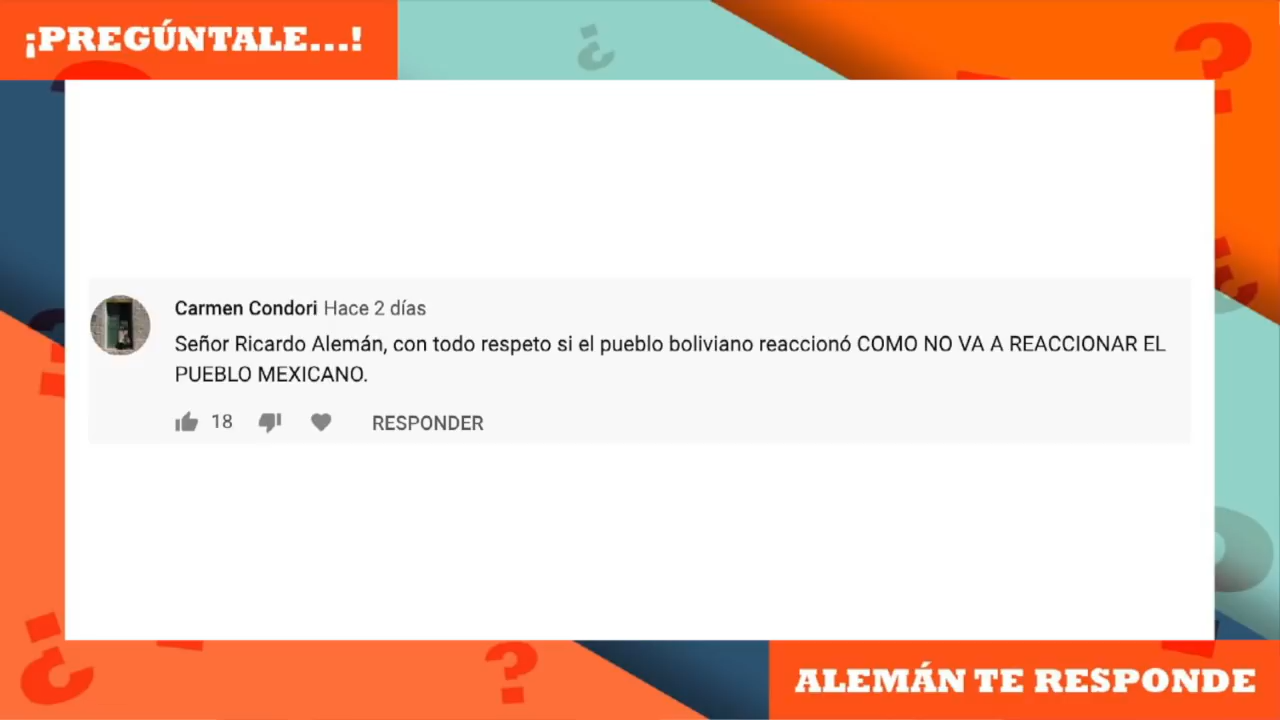 ¡PREGÚNTALE...!
Carmen Condori Hace 2 días
Señor Ricardo Alemán, con todo respeto si el pueblo boliviano reaccionó COMO NO VA A REACCIONAR EL
PUEBLO MEXICANO.
18 RESPONDER
ALEMÁN TE RESPONDE